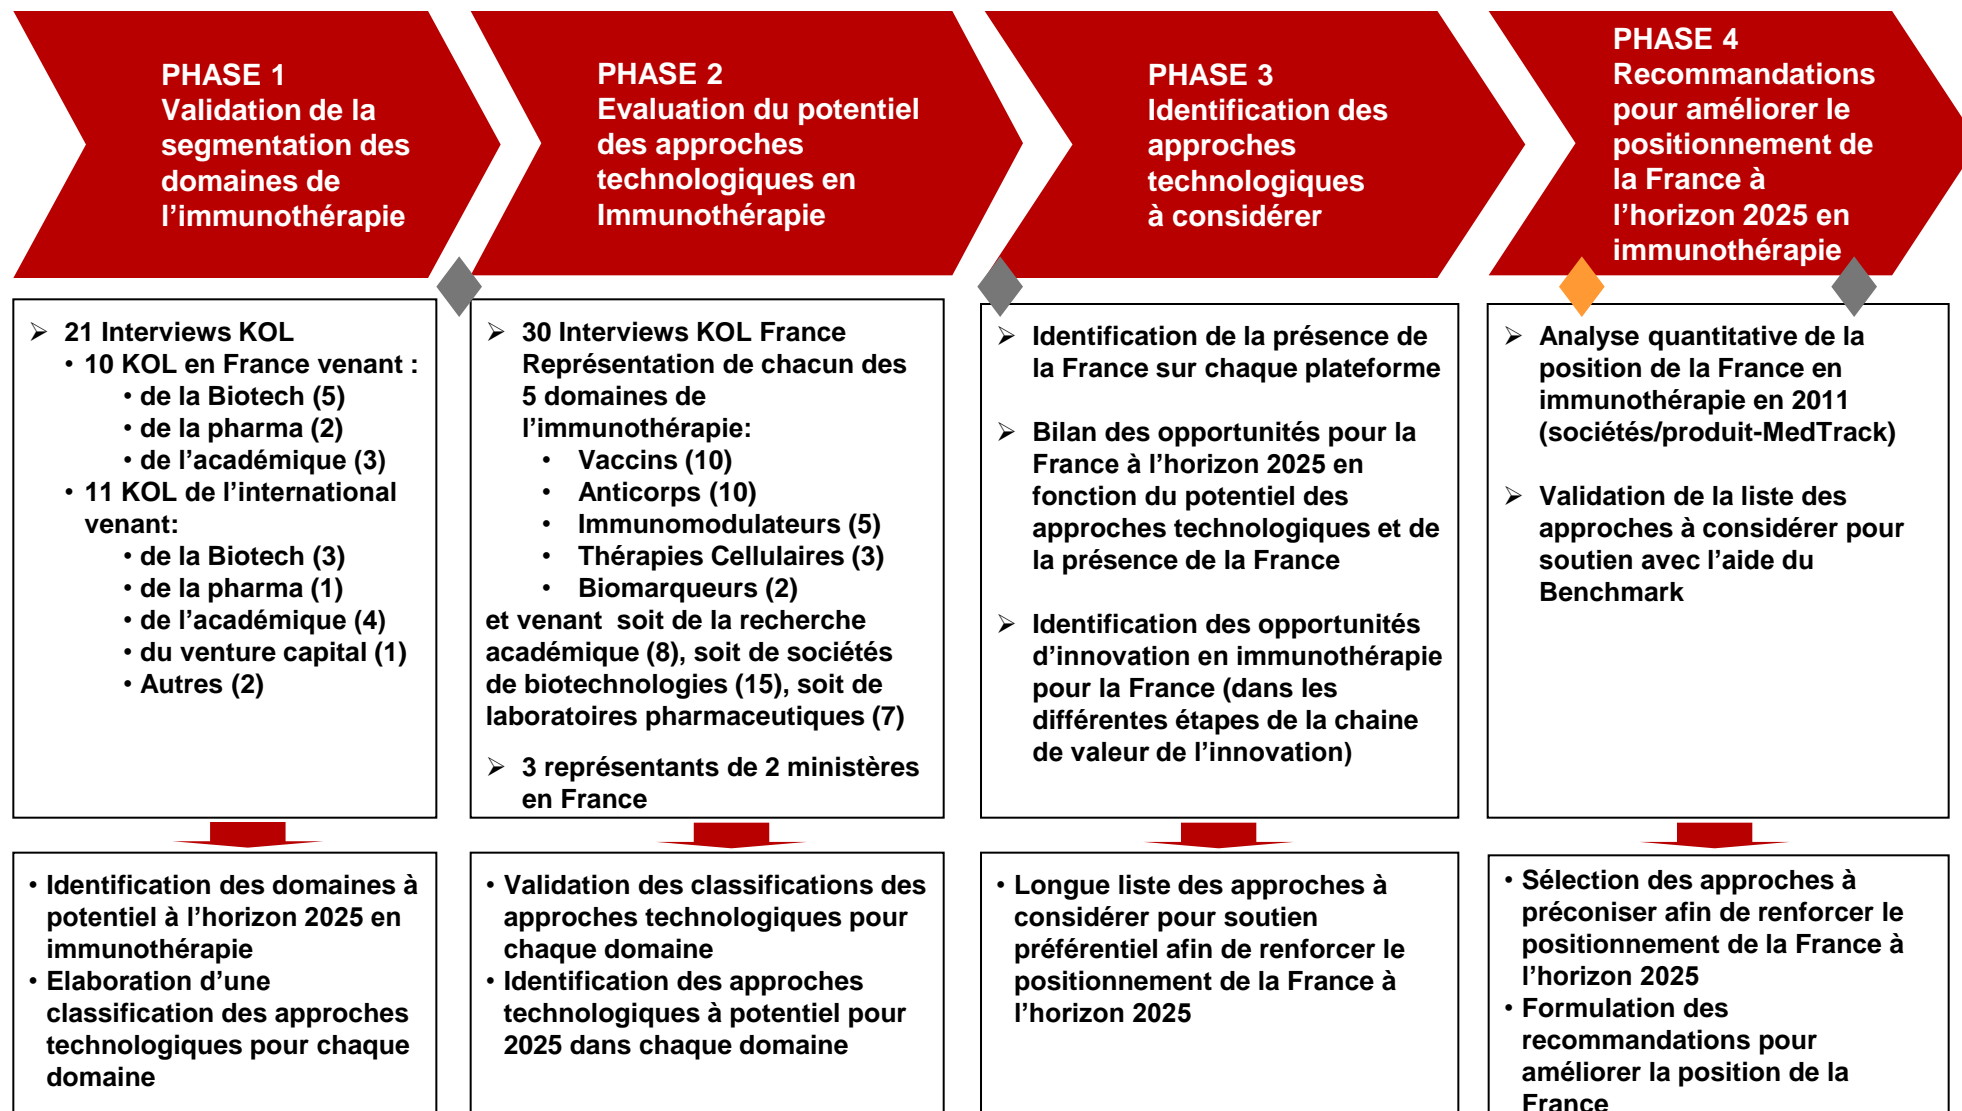 PHASE 1
Validation de la
segmentation des
domaines de
l’immunothérapie
PHASE 2
Evaluation du potentiel
des approches
technologiques en
Immunothérapie
PHASE 3
Identification des
approches
technologiques
à considérer
PHASE 4
Recommandations
pour améliorer le
positionnement de
la France à
l’horizon 2025 en
immunothérapie
➢ 21 Interviews KOL
• 10 KOL en France venant :
• de la Biotech (5)
• de la pharma (2)
• de l’académique (3)
• 11 KOL de l’international
venant:
• de la Biotech (3)
• de la pharma (1)
• de l’académique (4)
• du venture capital (1)
• Autres (2)
➢ 30 Interviews KOL France
Représentation de chacun des
5 domaines de
l’immunothérapie:
• Vaccins (10)
• Anticorps (10)
• Immunomodulateurs (5)
• Thérapies Cellulaires (3)
• Biomarqueurs (2)
et venant soit de la recherche
académique (8), soit de sociétés
de biotechnologies (15), soit de
laboratoires pharmaceutiques (7)
➢ 3 représentants de 2 ministères
en France
➢ Identification de la présence de
la France sur chaque plateforme
➢ Bilan des opportunités pour la
France à l’horizon 2025 en
fonction du potentiel des
approches technologiques et de
la présence de la France
➢ Identification des opportunités
d’innovation en immunothérapie
pour la France (dans les
différentes étapes de la chaine
de valeur de l’innovation)
➢ Analyse quantitative de la
position de la France en
immunothérapie en 2011
(sociétés/produit-MedTrack)
➢ Validation de la liste des
approches à considérer pour
soutien avec l’aide du
Benchmark
• Identification des domaines à
potentiel à l’horizon 2025 en
immunothérapie
• Elaboration d’une
classification des approches
technologiques pour chaque
domaine
• Validation des classifications des
approches technologiques pour
chaque domaine
• Identification des approches
technologiques à potentiel pour
2025 dans chaque domaine
• Longue liste des approches à
considérer pour soutien
préférentiel afin de renforcer le
positionnement de la France à
l’horizon 2025
• Sélection des approches à
préconiser afin de renforcer le
positionnement de la France à
l’horizon 2025
• Formulation des
recommandations pour
améliorer la position de la
France